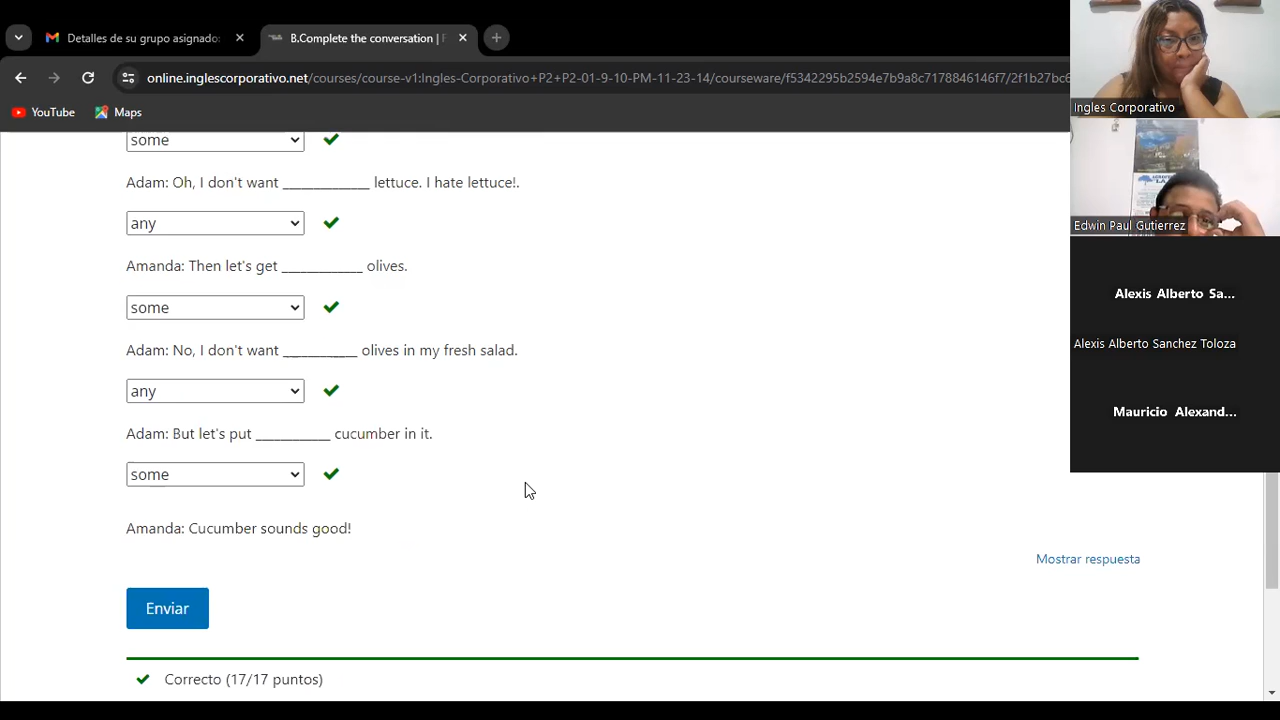 Detalles de su grupo asignado:
B.Complete the conversation |
online.inglescorporativo.net/courses/course-v1:Ingles-Corporativo+P2+P2-01-9-10-PM-11-23-14/courseware/f5342295b2594e7b9a8c7178846146f7/2f1b27bc6
YouTube
Maps
some
Adam: Oh, I don't want _____________ lettuce. I hate lettuce!.
any
Amanda: Then let's get ____________ olives.
some
Adam: No, I don't want ___________ olives in my fresh salad.
any
Adam: But let's put ___________ cucumber in it.
some
Amanda: Cucumber sounds good!
Mostrar respuesta
Enviar
Correcto (17/17 puntos)
Ingles Corporativo
Edwin Paul Gutierrez
Alexis Alberto Sa...
Alexis Alberto Sanchez Toloza
Mauricio Alexand...